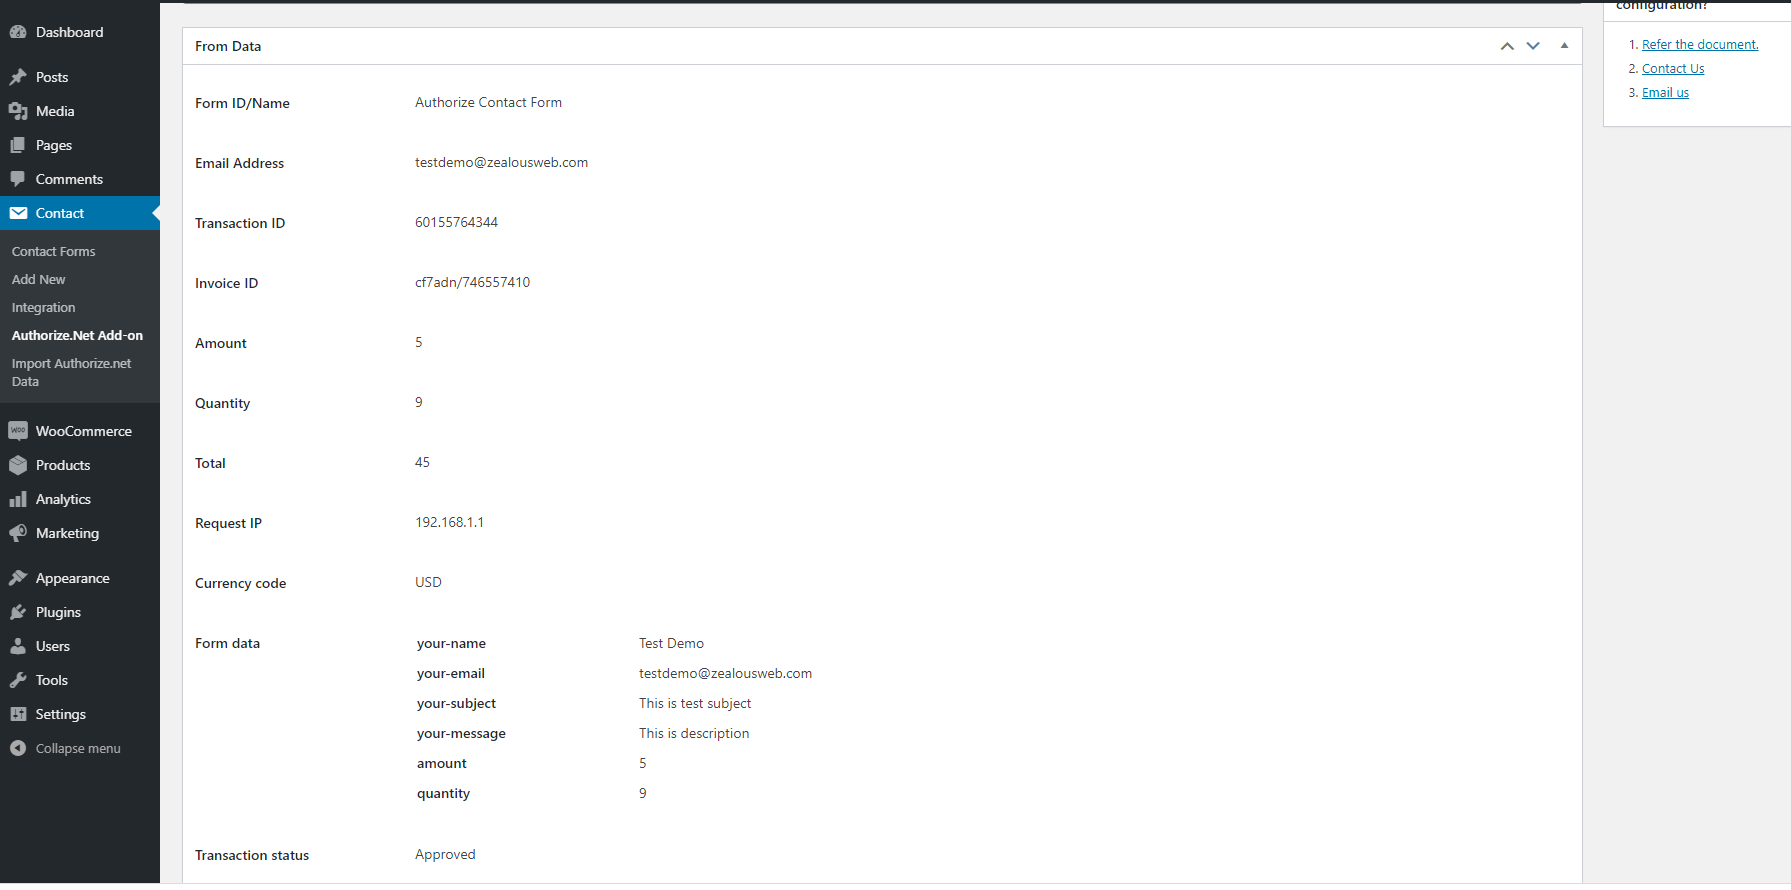 Dashboard
Posts
Media
Pages
Comments
Contact
Contact Forms
Add New
Integration
Authorize.Net Add-on
Import Authorize.net
Data
WooCommerce
Products
Analytics
Marketing
Appearance
Plugins
Users
Tools
Settings
Collapse menu
From Data
Form ID/Name Authorize Contact Form
Email Address testdemo@zealousweb.com
Transaction ID 60155764344
Invoice ID cf7adn/746557410
Amount 5
Quantity 9
Total 45
Request IP 192.168.1.1
Currency code USD
Form data your-name Test Demo
your-email testdemo@zealousweb.com
your-subject This is test subject
your-message This is description
amount 5
quantity 9
Transaction status Approved
configuration?
1. Refer the document.
2. Contact Us
3. Email us